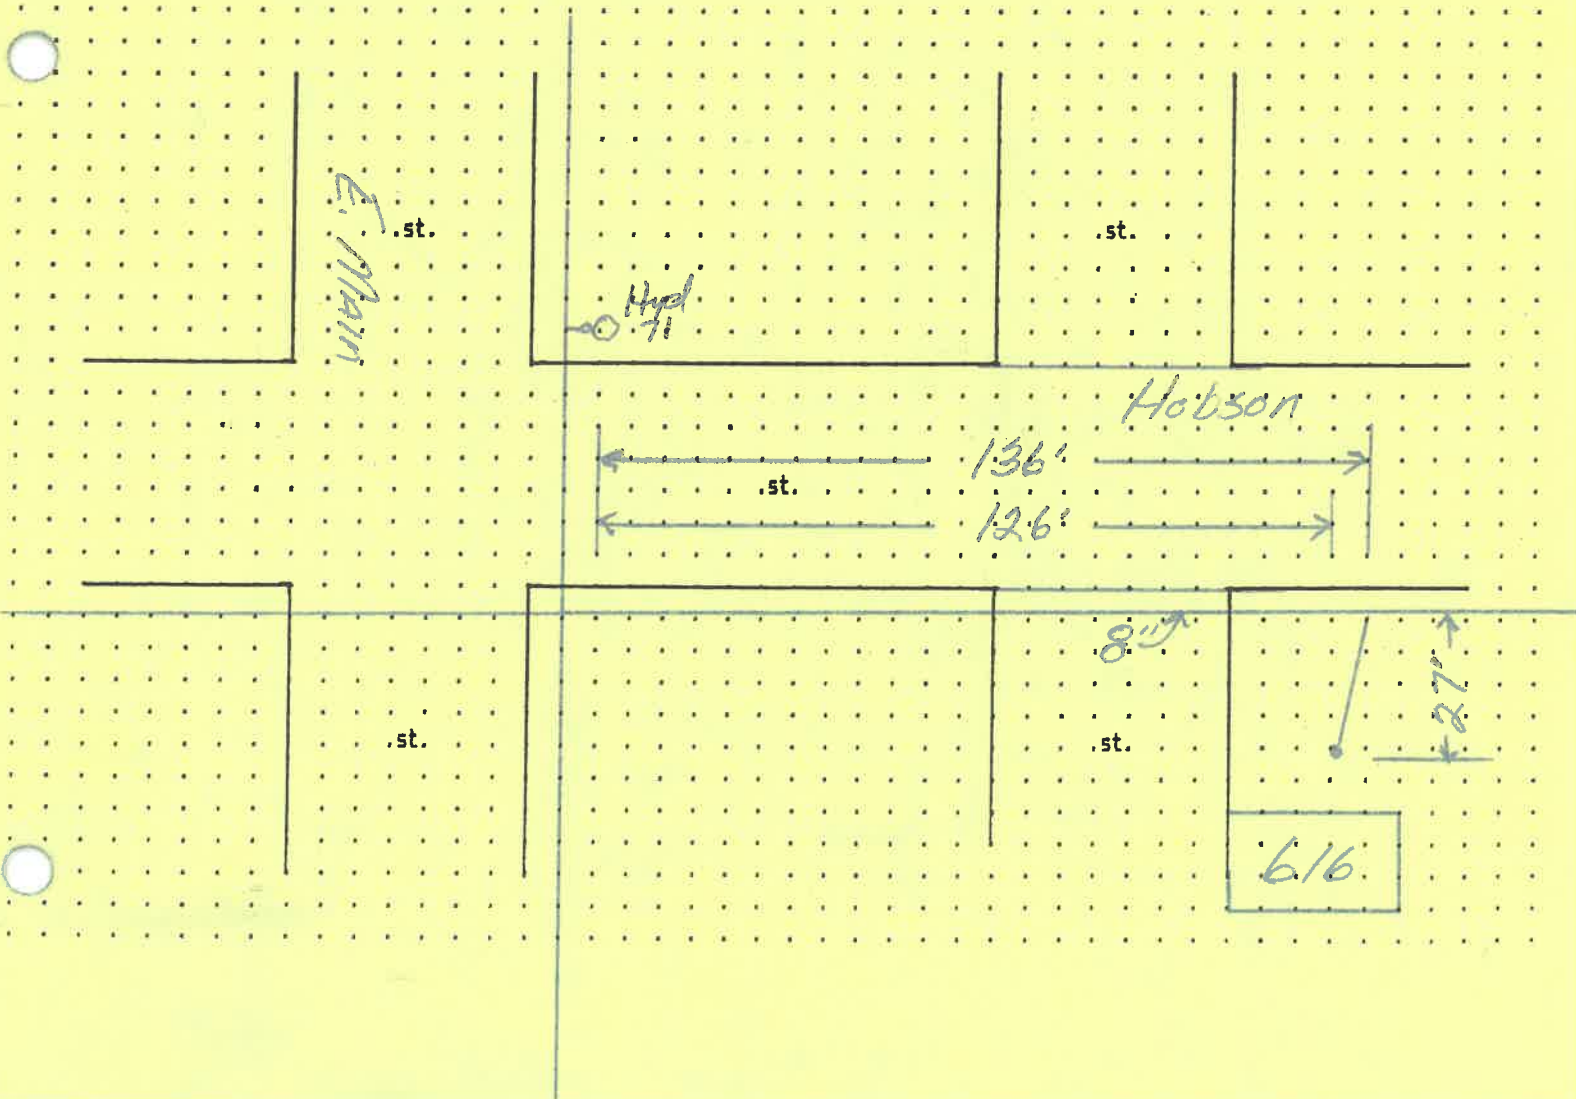 E. Main
.st.
.st.
Hyd
71
Hobson
136'
.st.
126'
8"
27'
.st.
.st.
616